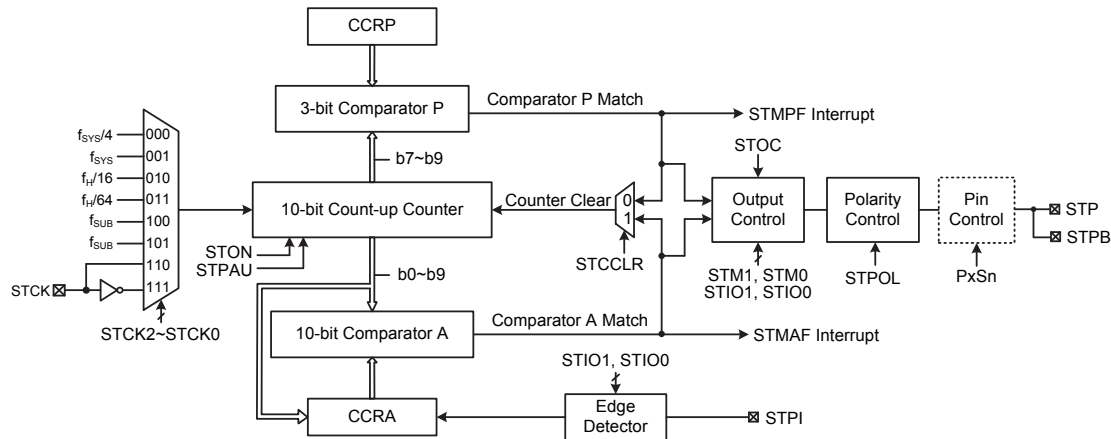 CCRP
3-bit Comparator P
Comparator P Match
STMPF Interrupt
b7~b9
STOC
fSYS/4
000
fSYS
001
fH/16
010
fH/64
011
fSUB
100
fSUB
101
110
111
STCK
STCK2~STCK0
10-bit Count-up Counter
STON
STPAU
Counter Clear
0
1
STCCLR
Output
Control
STM1, STM0
STIO1, STIO0
Polarity
Control
STPOL
Pin
Control
PxSn
STP
STPB
b0~b9
10-bit Comparator A
Comparator A Match
STMAF Interrupt
STIO1, STIO0
CCRA
Edge
Detector
STPI